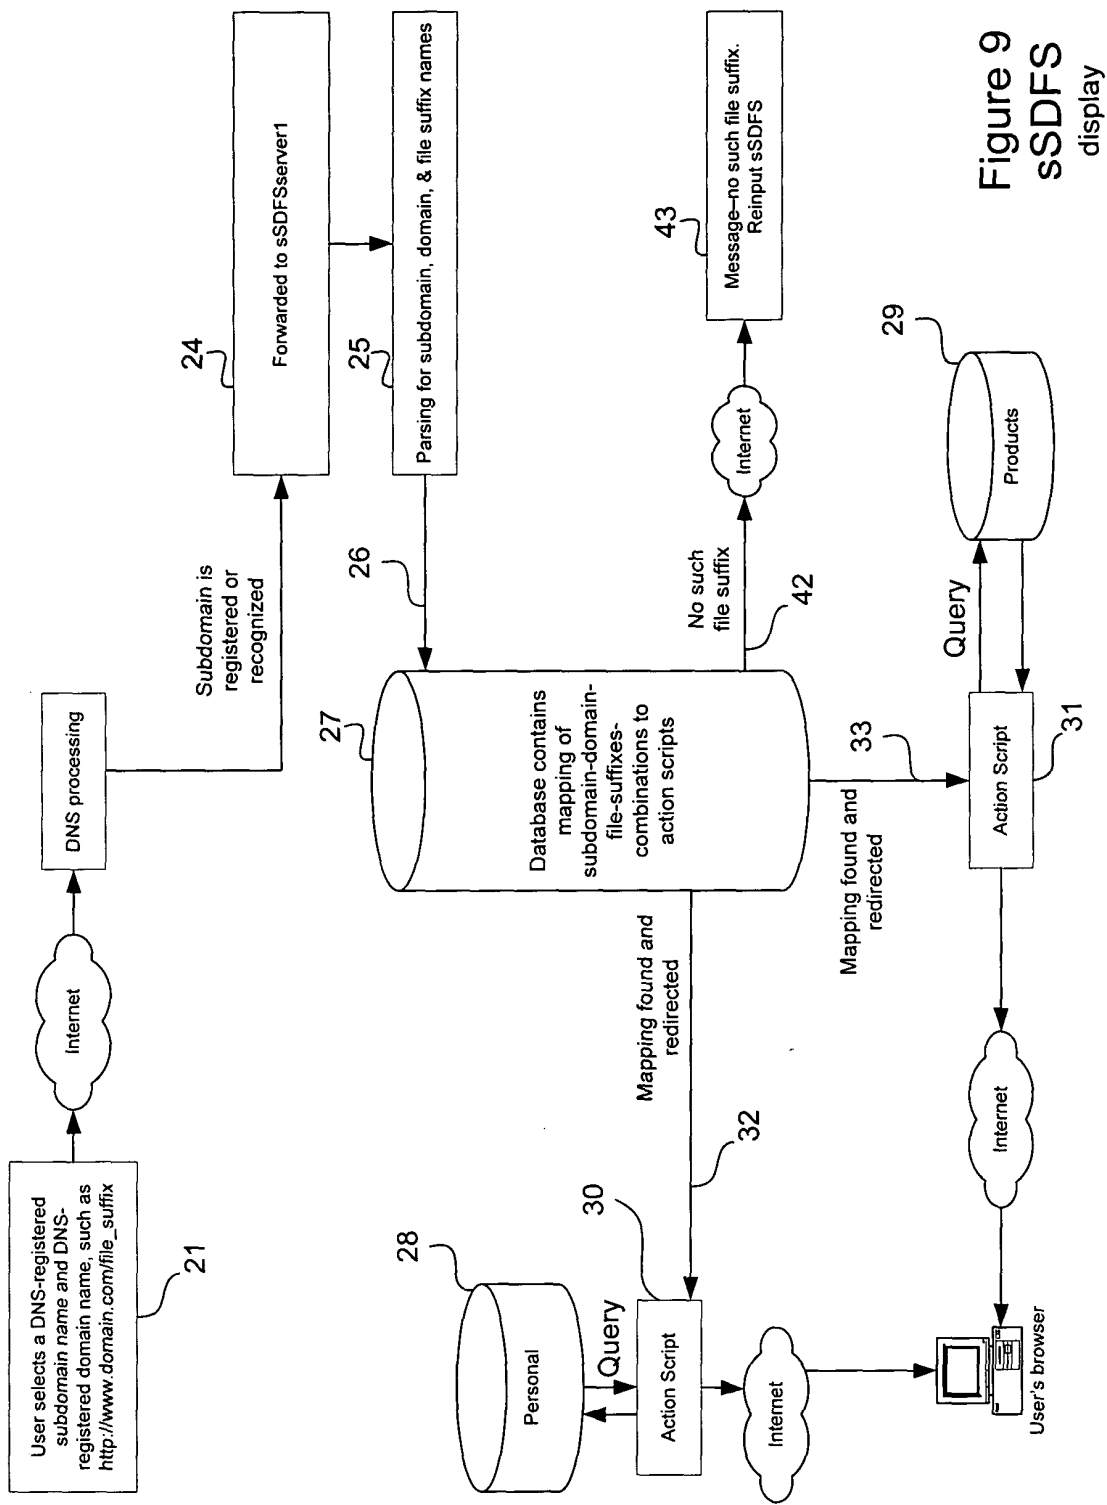 User selects a DNS-registered
subdomain name and DNS-
registered domain name, such as
http://www.domain.com/file_suffix
21
Internet
DNS processing
Subdomain is
registered or
recognized
24
Forwarded to sSDFSserver1
25
Parsing for subdomain, domain, & file suffix names
26
27
Database contains
mapping of
subdomain-domain-
file-suffixes-
combinations to
action scripts
No such
file suffix
42
Internet
43
Message–no such file suffix.
Reinput sSDFS
Mapping found and
redirected
32
28
Personal
Query
30
Action Script
Internet
Mapping found and
redirected
33
Action Script
31
Query
29
Products
Internet
User's browser
Figure 9
sSDFS
display